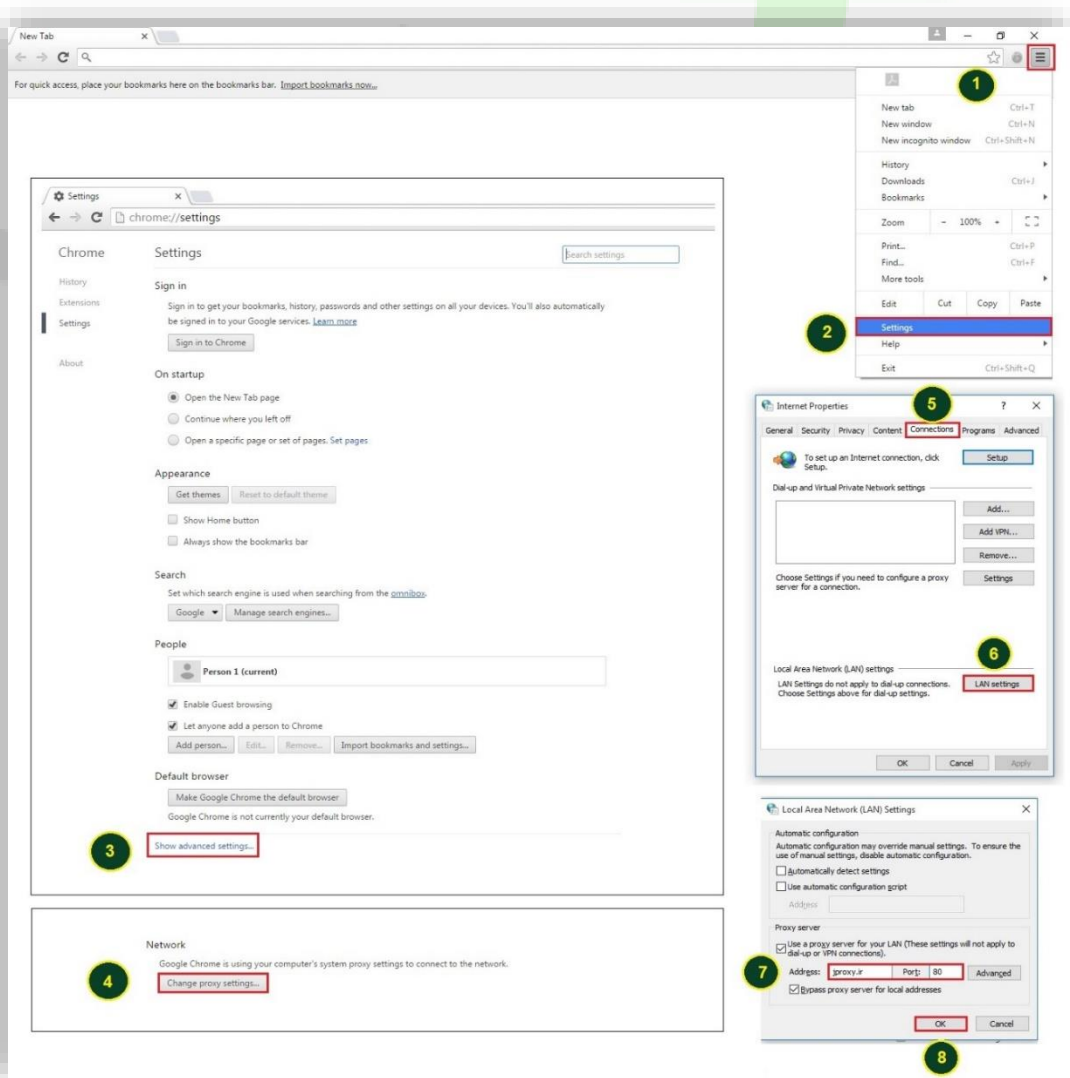 New Tab
For quick access, place your bookmarks here on the bookmarks bar. Import bookmarks now...
1
New tab Ctrl+T
New window Ctrl+N
New incognito window Ctrl+Shift+N
History
Downloads Ctrl+J
Bookmarks
Zoom - 100% +
Print... Ctrl+P
Find... Ctrl+F
More tools
Edit Cut Copy Paste
2
Settings
Help
Exit Ctrl+Shift+Q
Settings
chrome://settings
Chrome
History
Extensions
Settings
About
Settings
Search settings
Sign in
Sign in to get your bookmarks, history, passwords and other settings on all your devices. You'll also automatically
be signed in to your Google services. Learn more
Sign in to Chrome
On startup
Open the New Tab page
Continue where you left off
Open a specific page or set of pages. Set pages
Appearance
Get themes Reset to default theme
Show Home button
Always show the bookmarks bar
Search
Set which search engine is used when searching from the omnibox.
Google Manage search engines...
People
Person 1 (current)
Enable Guest browsing
Let anyone add a person to Chrome
Add person... Edit... Remove... Import bookmarks and settings...
Default browser
Make Google Chrome the default browser
Google Chrome is not currently your default browser.
3
Show advanced settings...
Network
Google Chrome is using your computer's system proxy settings to connect to the network.
4
Change proxy settings...
5
Internet Properties ?
General Security Privacy Content Connections Programs Advanced
To set up an Internet connection, click
Setup.
Setup
Dial-up and Virtual Private Network settings
Add...
Add VPN...
Remove...
Choose Settings if you need to configure a proxy
server for a connection.
Settings
6
Local Area Network (LAN) settings
LAN Settings do not apply to dial-up connections.
Choose Settings above for dial-up settings.
LAN settings
OK Cancel Apply
Local Area Network (LAN) Settings
Automatic configuration
Automatic configuration may override manual settings. To ensure the
use of manual settings, disable automatic configuration.
Automatically detect settings
Use automatic configuration script
Address
Proxy server
Use a proxy server for your LAN (These settings will not apply to
dial-up or VPN connections).
7
Address: jproxy.ir Port: 80 Advanced
Bypass proxy server for local addresses
OK Cancel
8